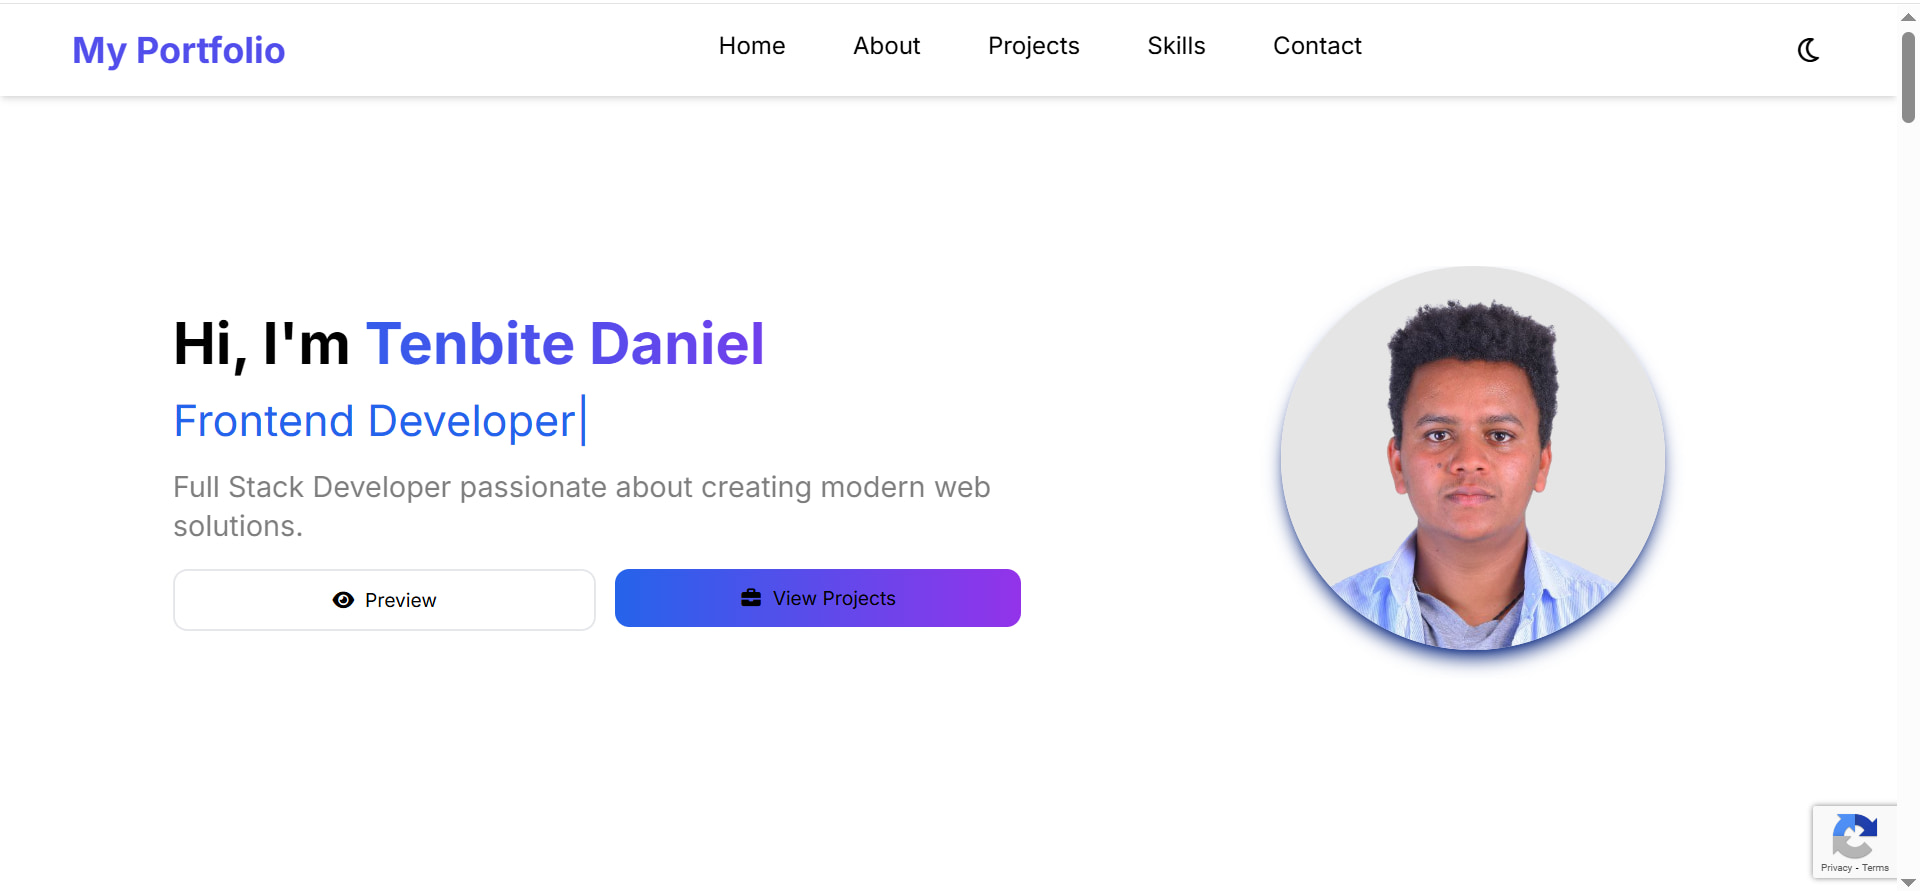 My Portfolio
Home About Projects Skills Contact
Hi, I'm Tenbite Daniel
Frontend Developer
Full Stack Developer passionate about creating modern web
solutions.
Preview
View Projects
Privacy - Terms